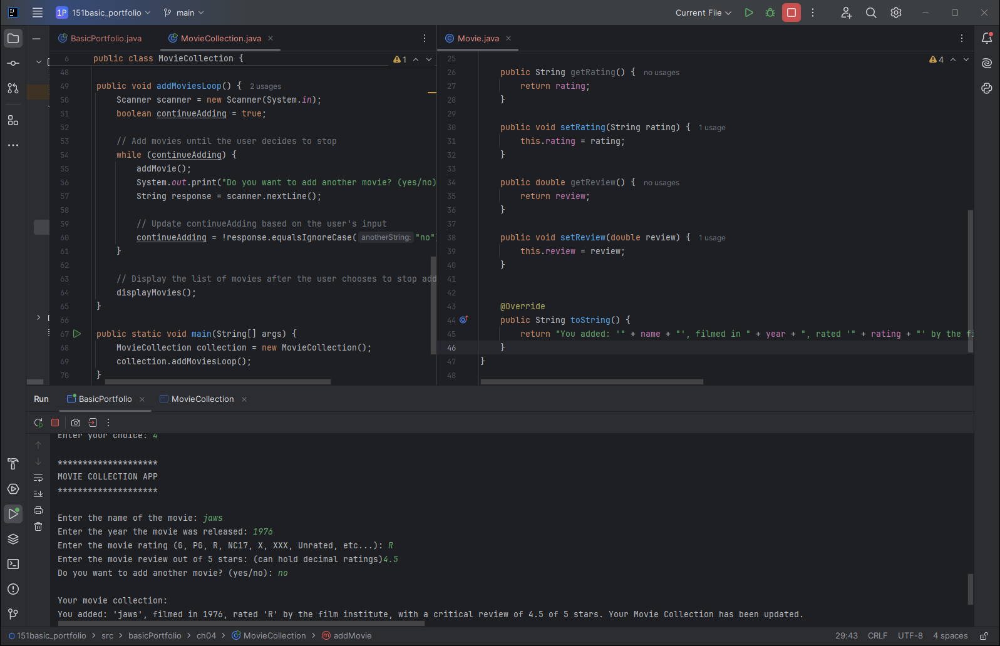 1P 151basic_portfolio main Current File
BasicPortfolio.java MovieCollection.java
6 public class MovieCollection { 1
48
49 public void addMoviesLoop() { 2 usages
50 Scanner scanner = new Scanner(System.in);
51 boolean continueAdding = true;
52
53 // Add movies until the user decides to stop
54 while (continueAdding) {
55 addMovie();
56 System.out.print("Do you want to add another movie? (yes/no)
57 String response = scanner.nextLine();
58
59 // Update continueAdding based on the user's input
60 continueAdding = !response.equalsIgnoreCase( anotherString: "no"
61 }
62
63 // Display the list of movies after the user chooses to stop add
64 displayMovies();
65 }
66
67 public static void main(String[] args) {
68 MovieCollection collection = new MovieCollection();
69 collection.addMoviesLoop();
70 }
Movie.java
25 4
26 public String getRating() { no usages
27 return rating;
28 }
29
30 public void setRating(String rating) { 1 usage
31 this.rating = rating;
32 }
33
34 public double getReview() { no usages
35 return review;
36 }
37
38 public void setReview(double review) { 1 usage
39 this.review = review;
40 }
41
42
43 @Override
44 public String toString() {
45 return "You added: '" + name + "', filmed in " + year + ", rated '" + rating + "' by the fi
46 }
47 }
48
Run BasicPortfolio MovieCollection
Enter your choice: 4
********************
MOVIE COLLECTION APP
********************
Enter the name of the movie: jaws
Enter the year the movie was released: 1976
Enter the movie rating (G, PG, R, NC17, X, XXX, Unrated, etc...): R
Enter the movie review out of 5 stars: (can hold decimal ratings)4.5
Do you want to add another movie? (yes/no): no
Your movie collection:
You added: 'jaws', filmed in 1976, rated 'R' by the film institute, with a critical review of 4.5 of 5 stars. Your Movie Collection has been updated.
151basic_portfolio > src > basicPortfolio > ch04 > MovieCollection > addMovie 29:43 CRLF UTF-8 4 spaces